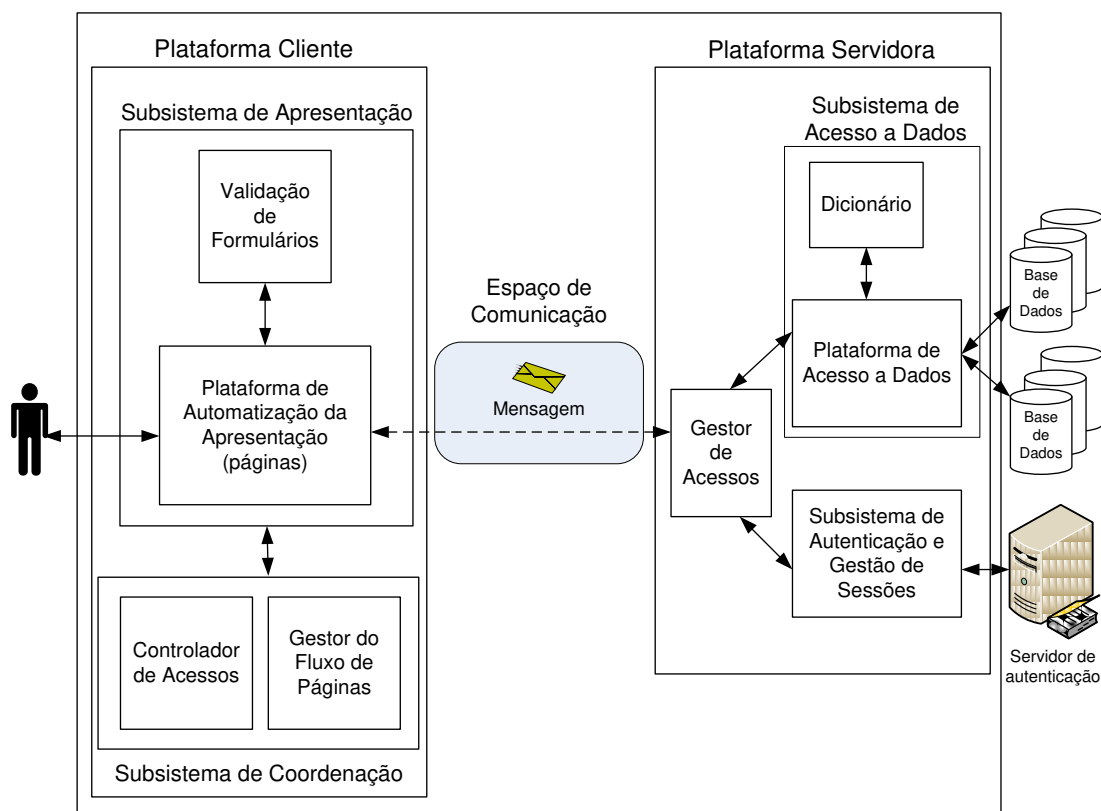 Plataforma Cliente
Subsistema de Apresentação
Validação
de
Formulários
Plataforma de
Automatização da
Apresentação
(páginas)
Controlador
de Acessos
Gestor do
Fluxo de
Páginas
Subsistema de Coordenação
Espaço de
Comunicação
Mensagem
Plataforma Servidora
Subsistema de
Acesso a Dados
Dicionário
Plataforma de
Acesso a Dados
Gestor
de
Acessos
Subsistema de
Autenticação e
Gestão de
Sessões
Base
de
Dados
Base
de
Dados
Servidor de
autenticação